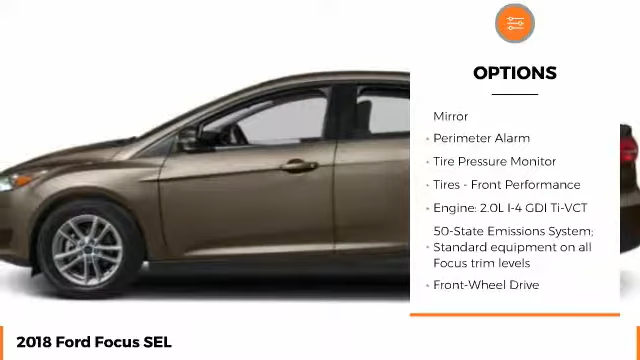 OPTIONS
Mirror
• Perimeter Alarm
• Tire Pressure Monitor
• Tires - Front Performance
• Engine: 2.0L I-4 GDI Ti-VCT
50-State Emissions System;
• Standard equipment on all
Focus trim levels
• Front-Wheel Drive
2018 Ford Focus SEL